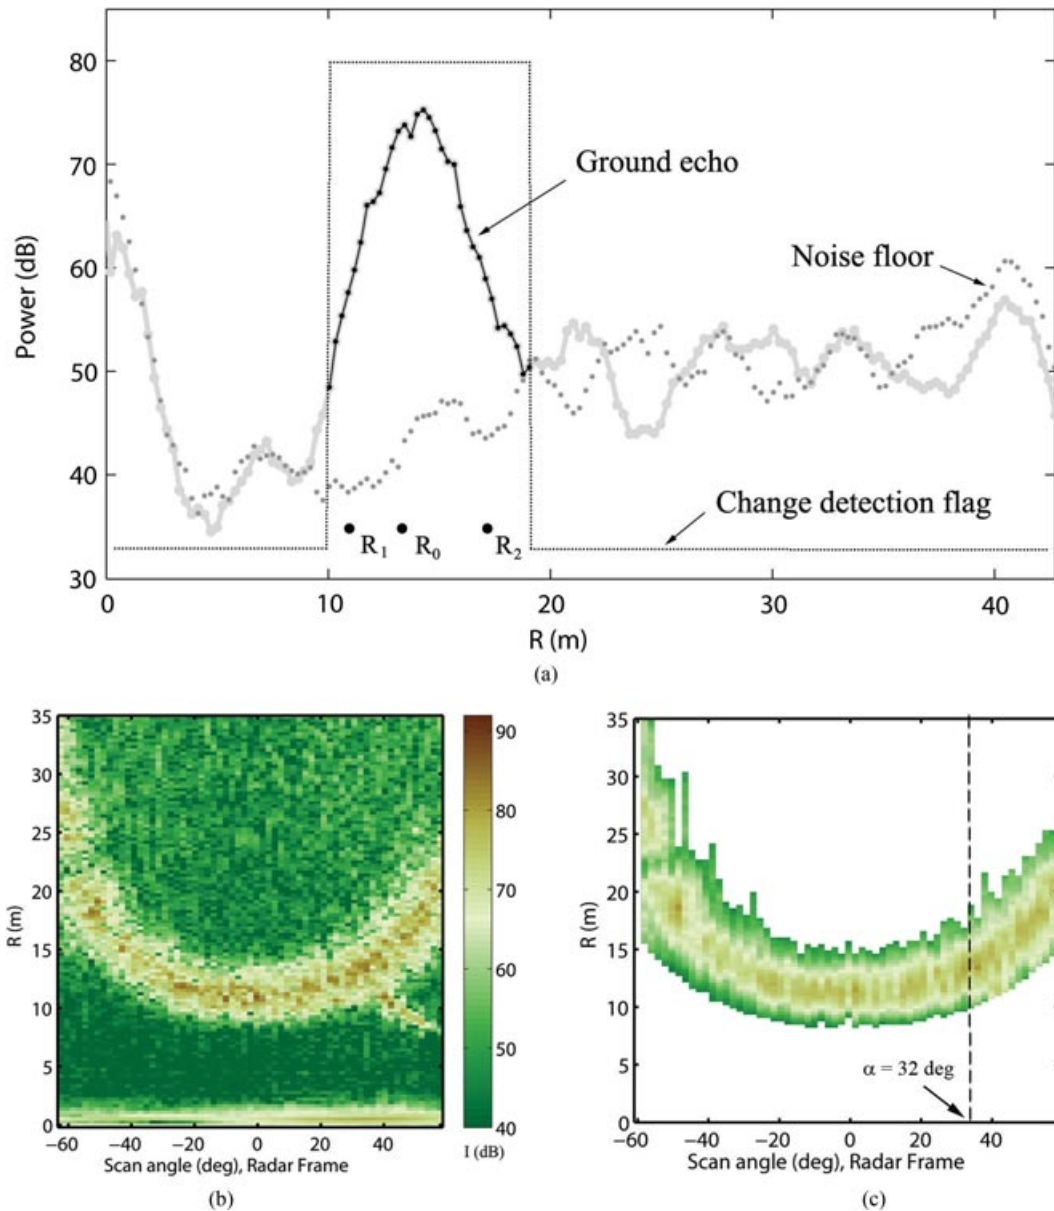 80
70
60
50
40
30
Power (dB)
Ground echo
Noise floor
Change detection flag
R1 R0 R2
0 10 20 30 40
R (m)
(a)
35
30
25
20
15
10
5
0
R (m)
−60 −40 −20 0 20 40
Scan angle (deg), Radar Frame
90
80
70
60
50
40
I (dB)
(b)
35
30
25
20
15
10
5
0
R (m)
α = 32 deg
−60 −40 −20 0 20 40
Scan angle (deg), Radar Frame
(c)